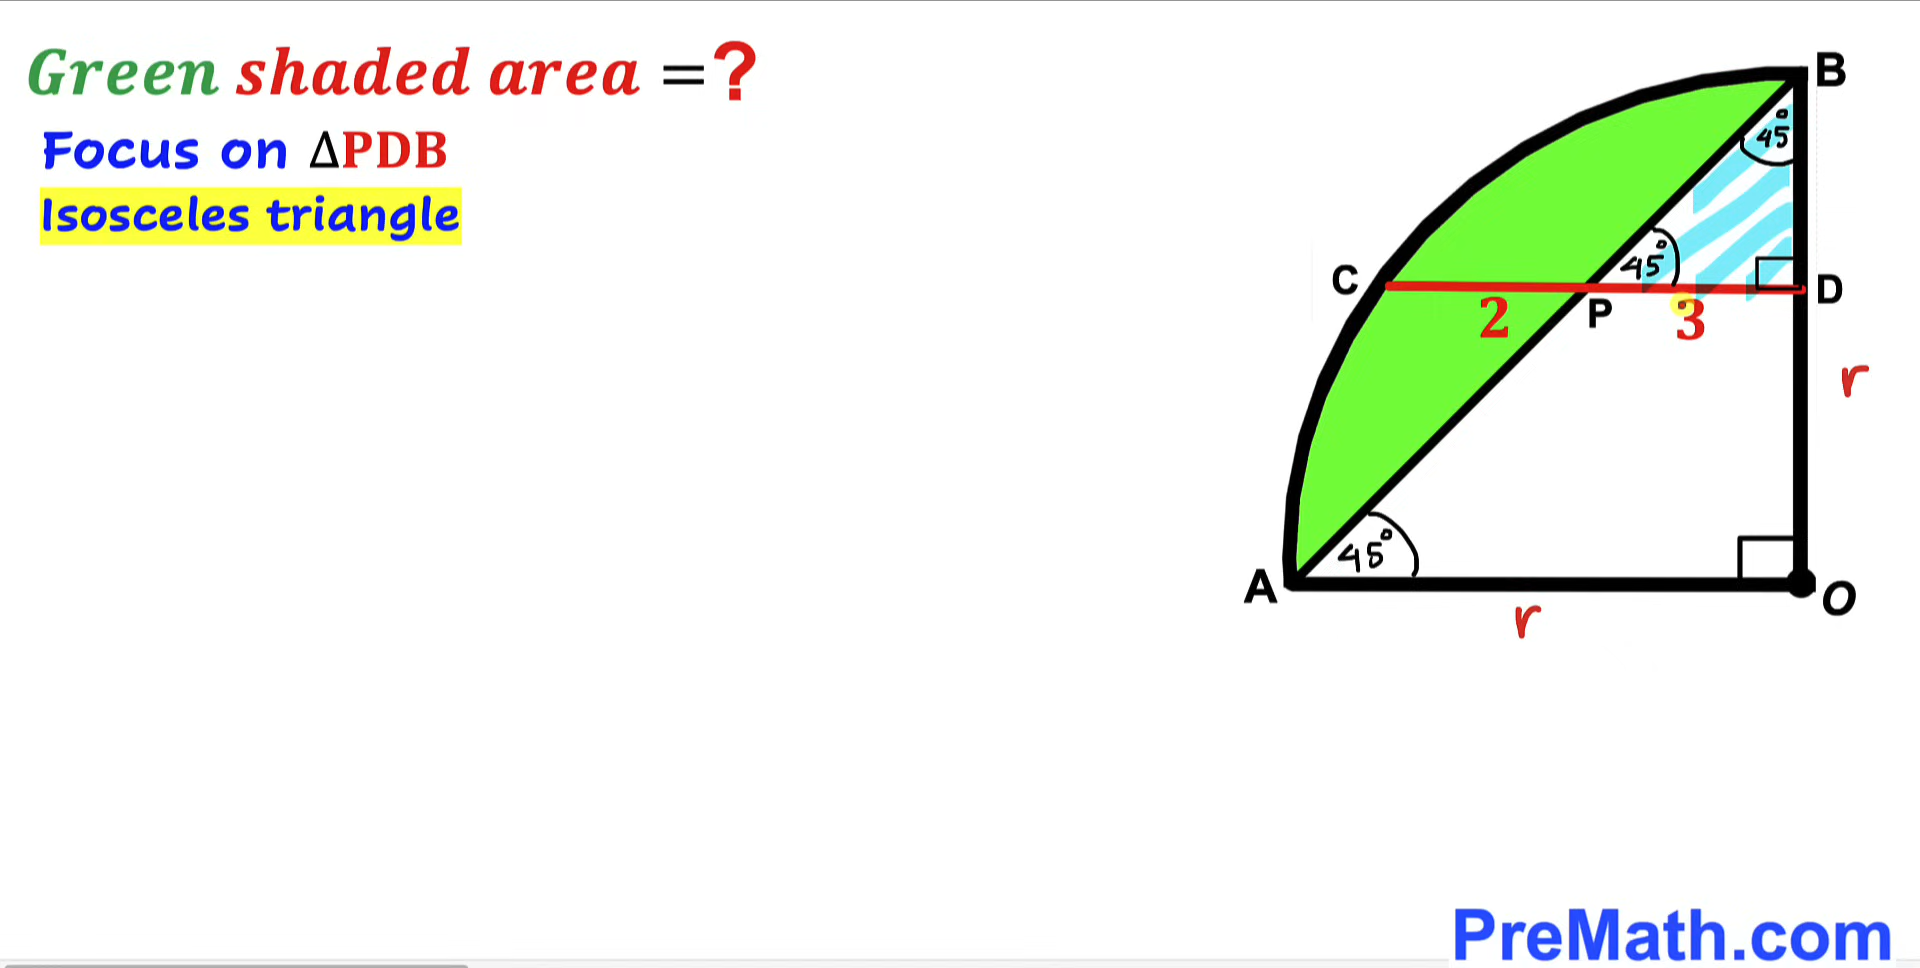 Green shaded area =?
Focus on ΔPDB
Isosceles triangle
B
45°
45°
C
D
2
P
3
r
45°
A
O
r
PreMath.com